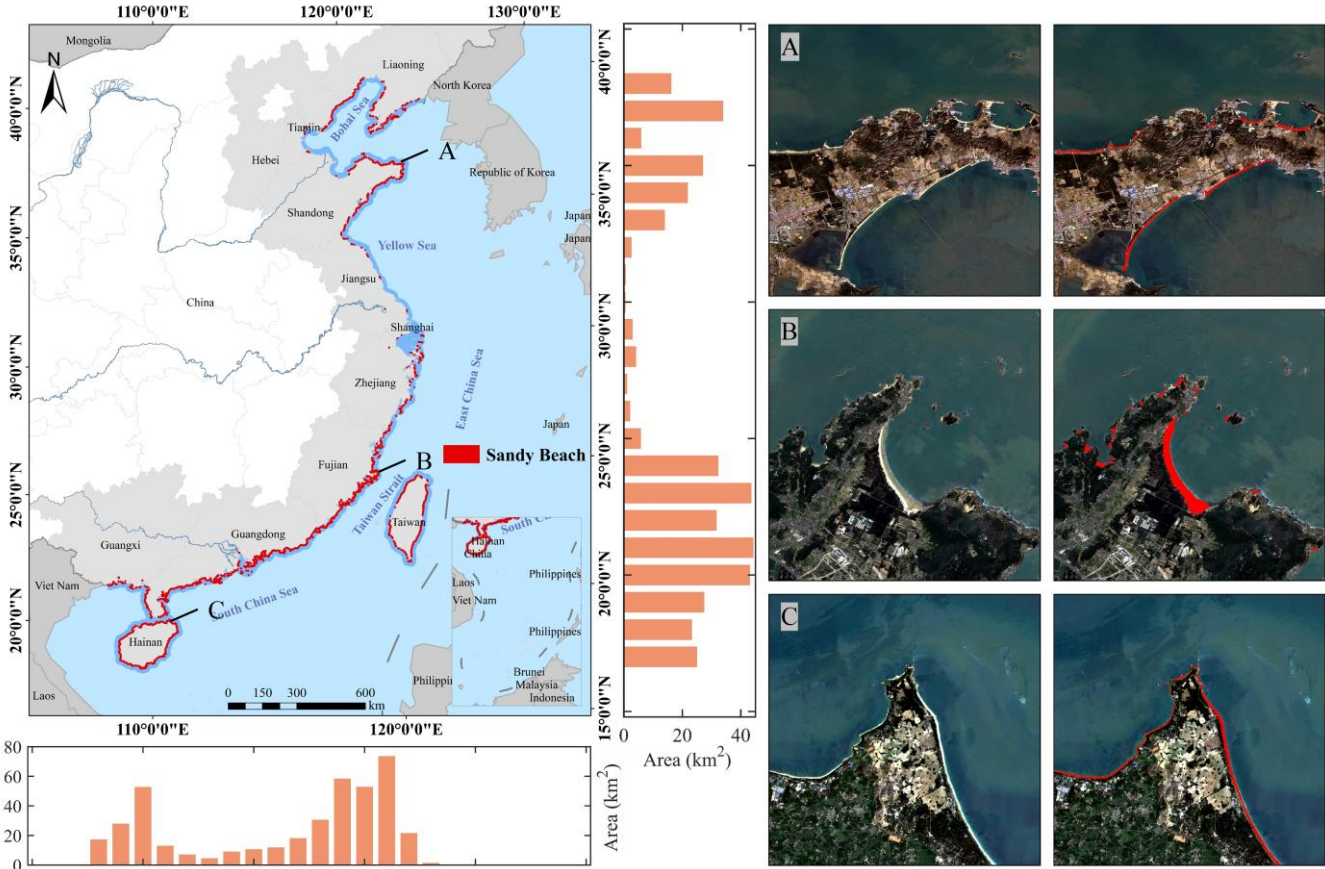 110°0'0"E
120°0'0"E
130°0'0"E
N
Mongolia
Liaoning
North Korea
Bohai Sea
Tianjin
Hebei
A
Republic of Korea
Shandong
Japan
Japan
Yellow Sea
Jiangsu
China
Shanghai
Zhejiang
East China Sea
Japan
Sandy Beach
B
Fujian
Taiwan Strait
Taiwan
Guangdong
Guangxi
Viet Nam
C
South China Sea
Hainan
Laos
0 150 300 600
km
Philippin
South Ch
Hainan
China
Laos
Viet Nam
Philippines
Philippines
Brunei
Malaysia
Indonesia
40°0'0"N
35°0'0"N
30°0'0"N
25°0'0"N
20°0'0"N
40°0'0"N
35°0'0"N
30°0'0"N
25°0'0"N
20°0'0"N
15°0'0"N
110°0'0"E
120°0'0"E
0 20 40
Area (km²)
80
60
40
20
0
Area (km²)
A
B
C